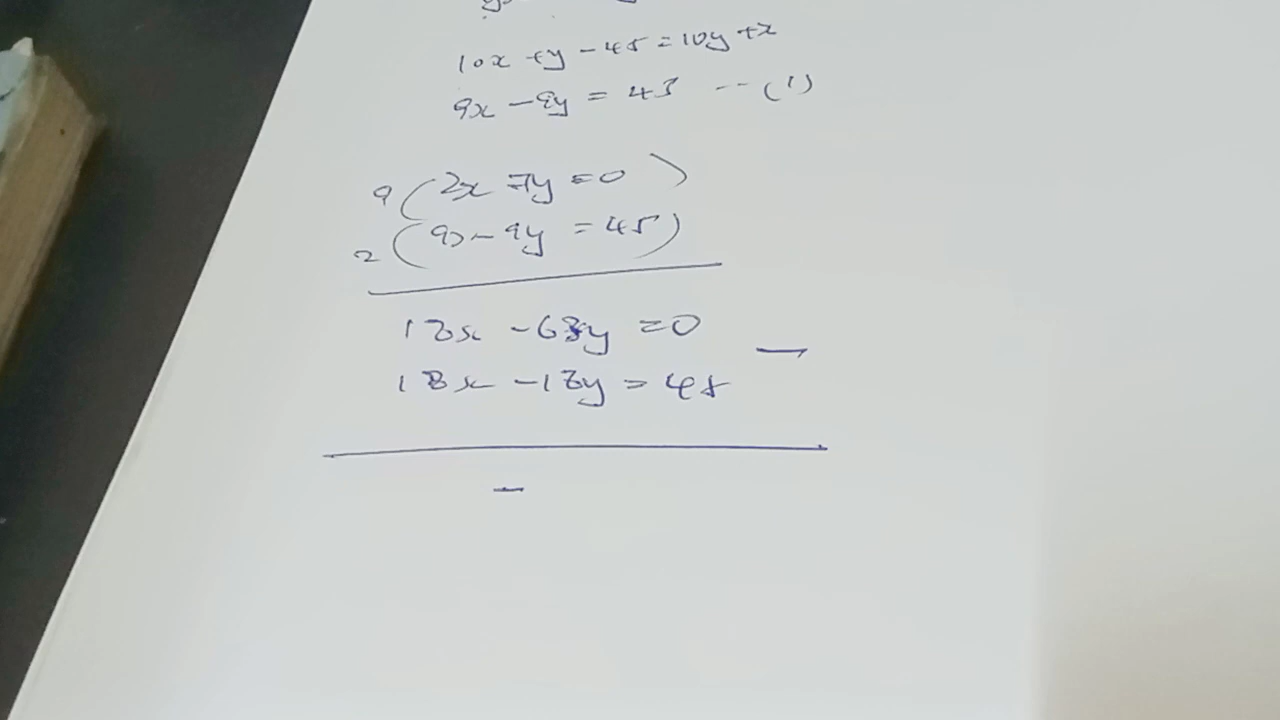 10x + y - 45 = 10y + x
9x - 9y = 45 -- (1)
9 (2x - 7y = 0 )
2 (9x - 9y = 45)
18x - 63y = 0
—
18x - 18y = 45
-